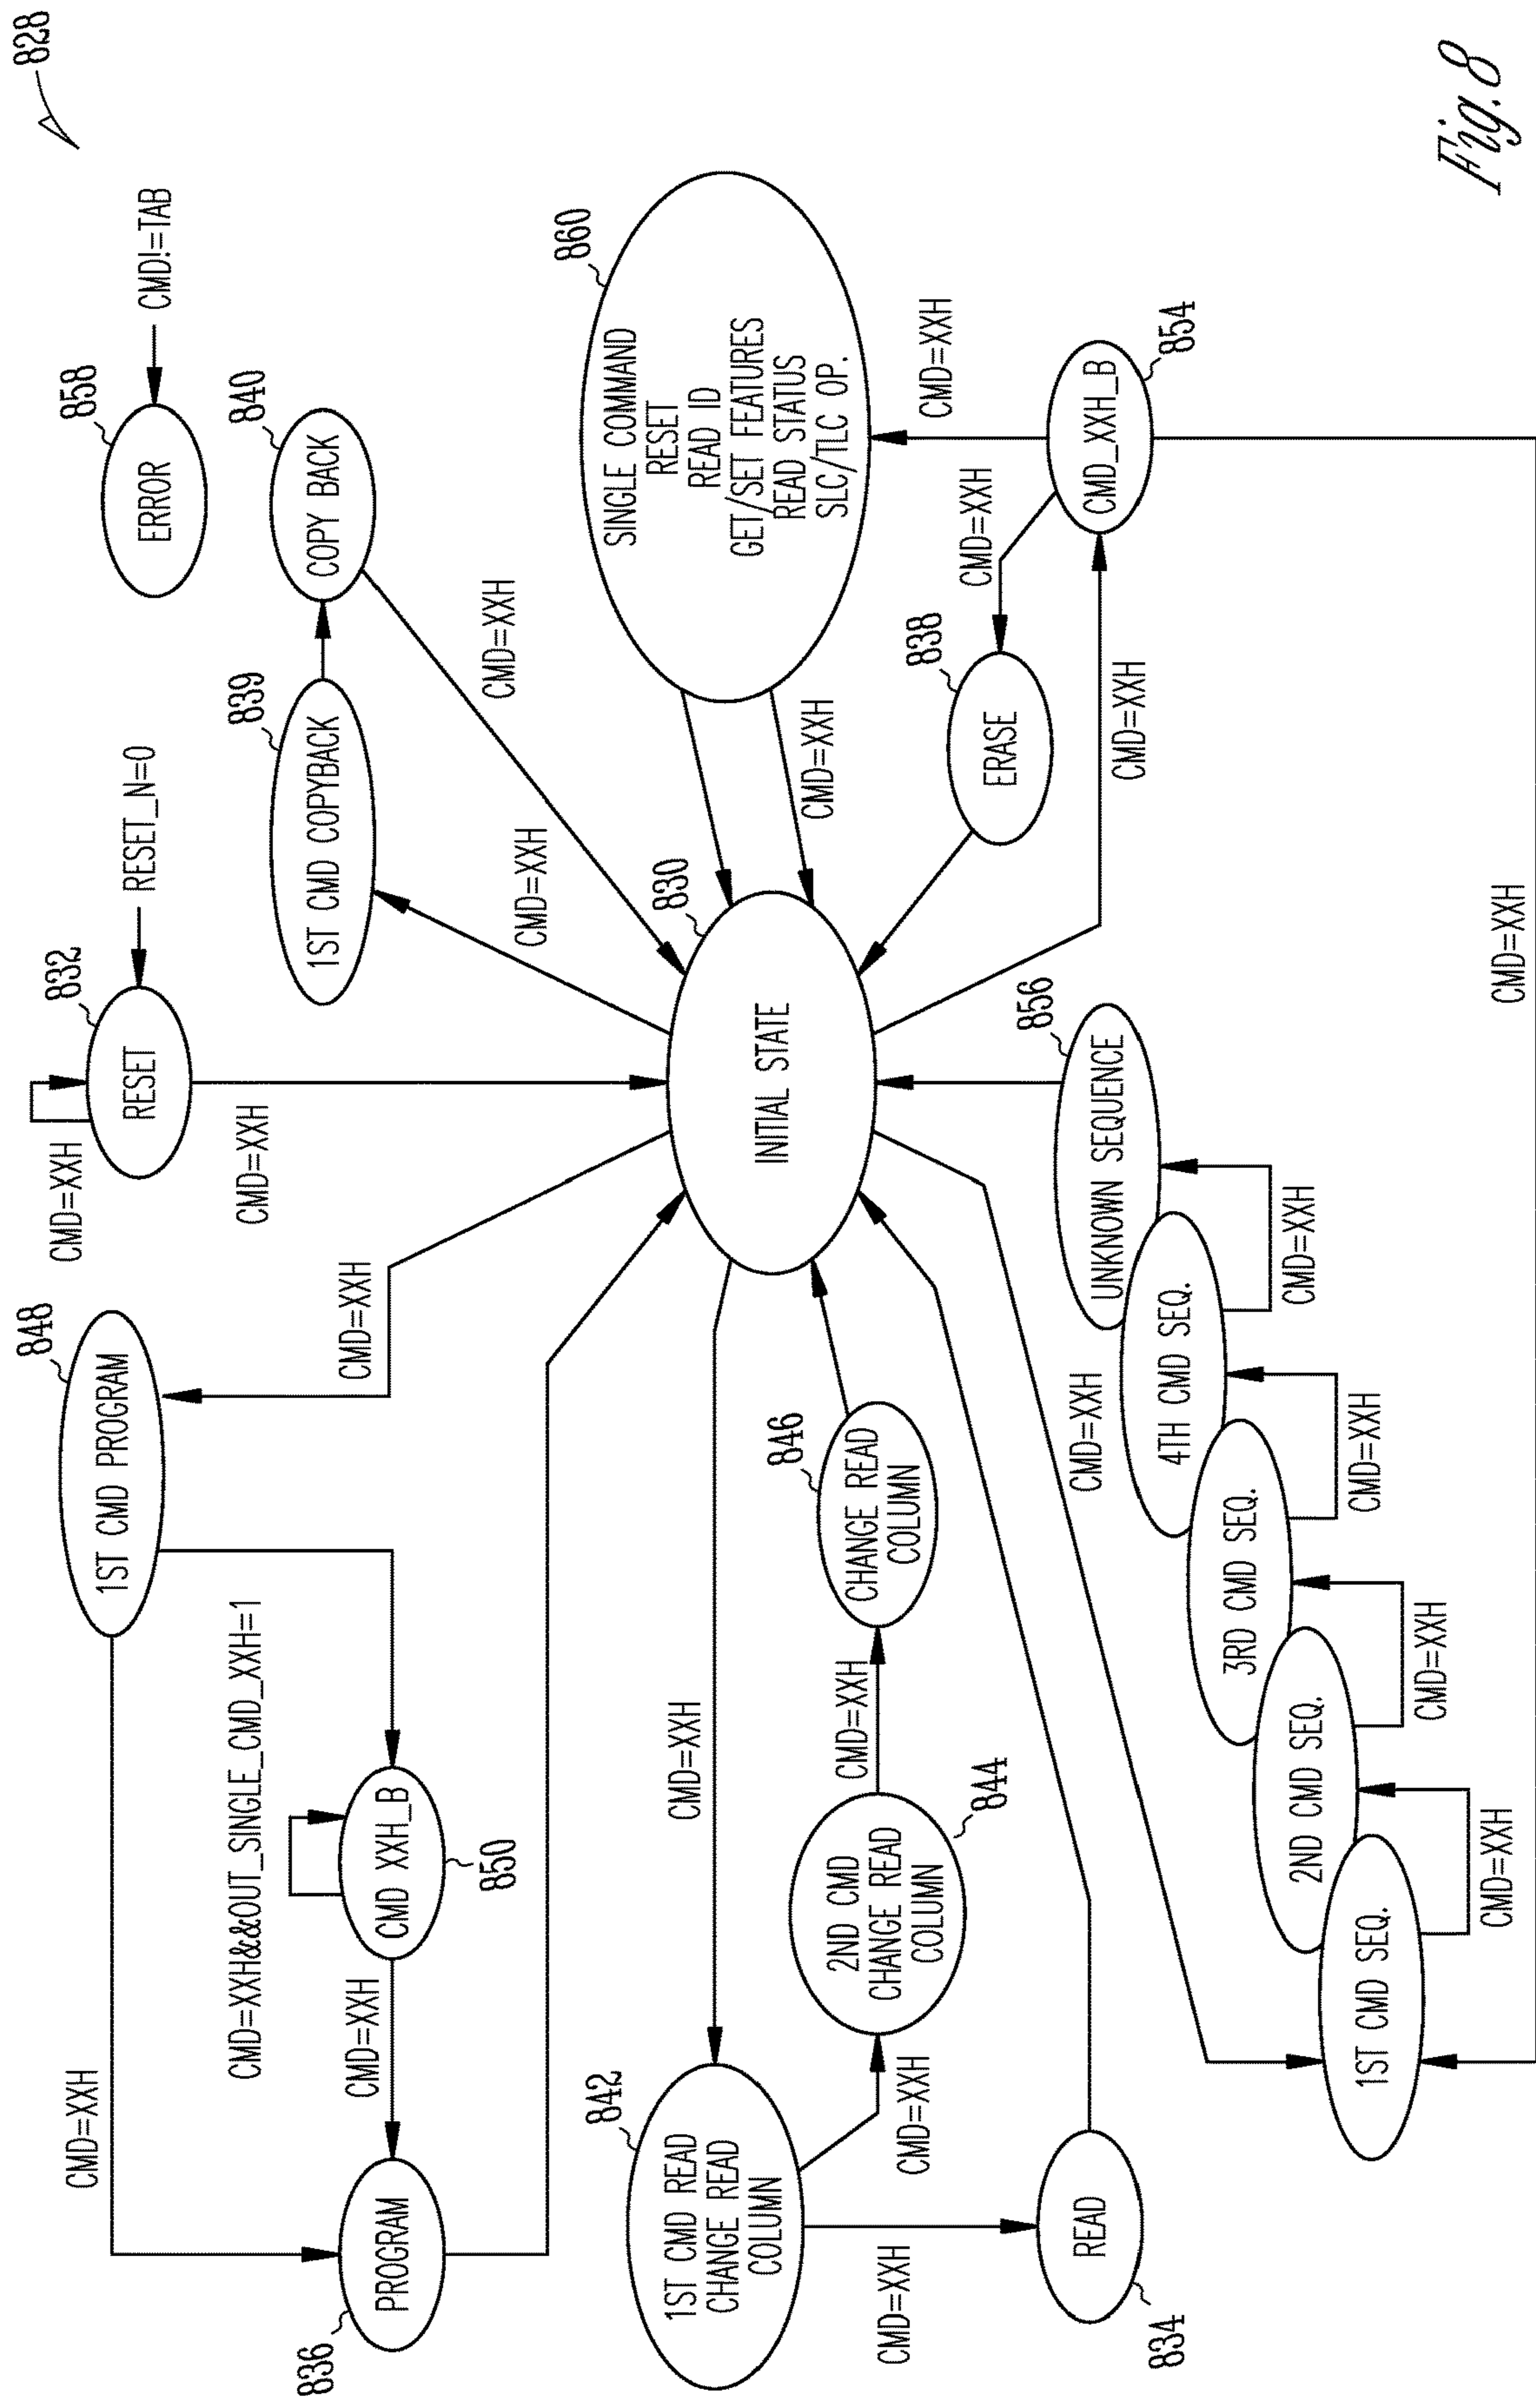 828
CMD=XXH
832
RESET
RESET_N=0
858
ERROR
CMD!=TAB
CMD=XXH
848
1ST CMD PROGRAM
CMD=XXH
CMD=XXH
CMD=XXH&&OUT_SINGLE_CMD_XXH=1
836
PROGRAM
CMD=XXH
CMD XXH_B
850
839
1ST CMD COPYBACK
840
COPY BACK
CMD=XXH
CMD=XXH
830
INITIAL STATE
860
SINGLE COMMAND
RESET
READ ID
GET/SET FEATURES
READ STATUS
SLC/TLC OP.
CMD=XXH
842
1ST CMD READ
CHANGE READ
COLUMN
CMD=XXH
CMD=XXH
844
2ND CMD
CHANGE READ
COLUMN
CMD=XXH
846
CHANGE READ
COLUMN
CMD=XXH
834
READ
838
ERASE
CMD=XXH
CMD=XXH
CMD_XXH_B
854
CMD=XXH
CMD=XXH
856
UNKNOWN SEQUENCE
CMD=XXH
4TH CMD SEQ.
CMD=XXH
3RD CMD SEQ.
CMD=XXH
2ND CMD SEQ.
CMD=XXH
1ST CMD SEQ.
CMD=XXH
Fig. 8